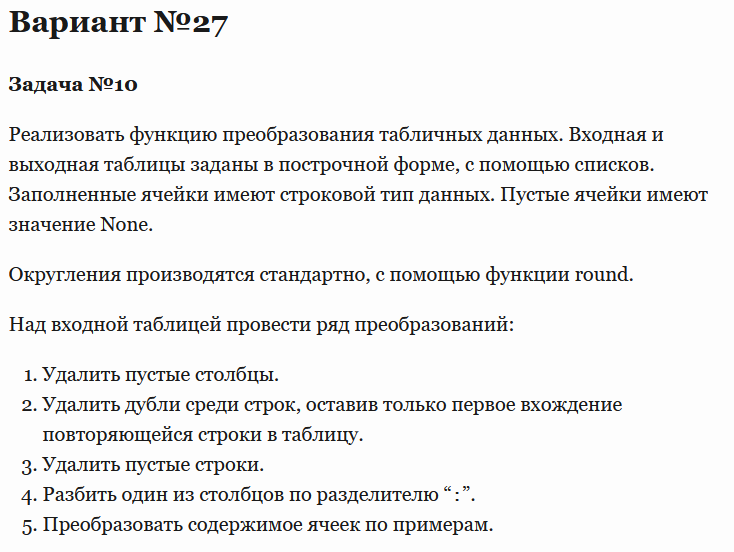 Вариант №27
Задача №10
Реализовать функцию преобразования табличных данных. Входная и
выходная таблицы заданы в построчной форме, с помощью списков.
Заполненные ячейки имеют строковой тип данных. Пустые ячейки имеют
значение None.
Округления производятся стандартно, с помощью функции round.
Над входной таблицей провести ряд преобразований:
1. Удалить пустые столбцы.
2. Удалить дубли среди строк, оставив только первое вхождение
повторяющейся строки в таблицу.
3. Удалить пустые строки.
4. Разбить один из столбцов по разделителю “:”.
5. Преобразовать содержимое ячеек по примерам.